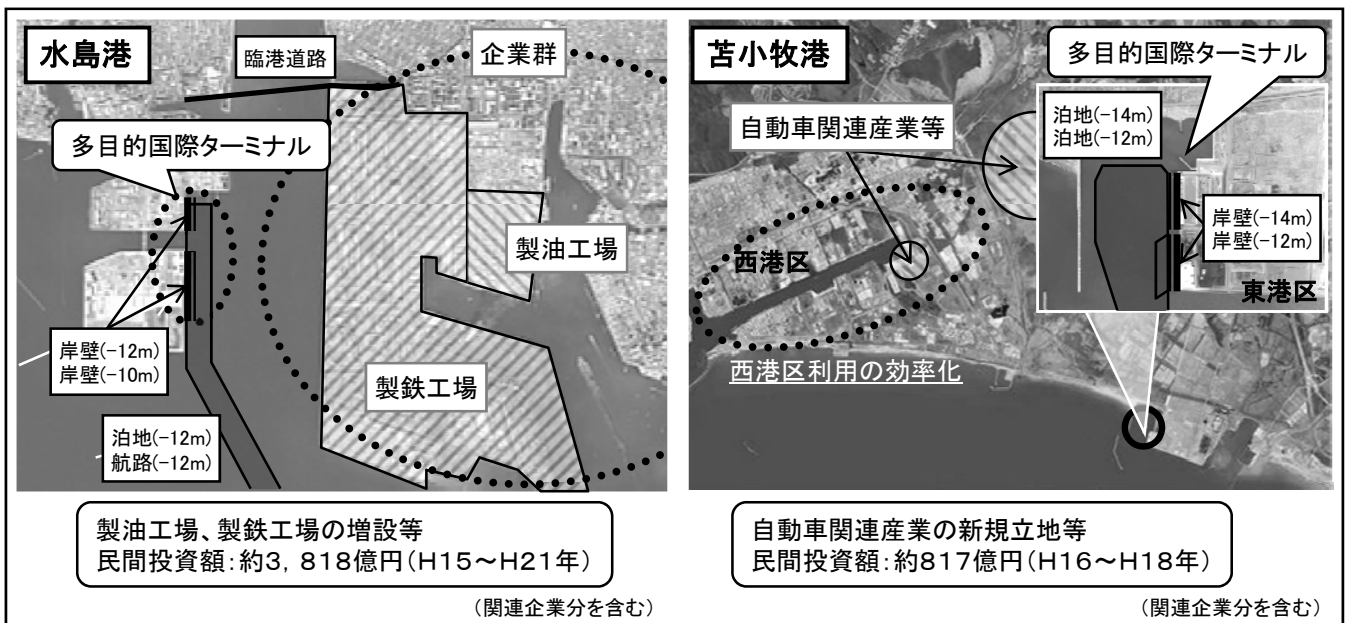 水島港
臨港道路
企業群
多目的国際ターミナル
製油工場
製鉄工場
岸壁(-12m)
岸壁(-10m)
泊地(-12m)
航路(-12m)
製油工場、製鉄工場の増設等
民間投資額:約3,818億円(H15~H21年)
(関連企業分を含む)
苫小牧港
多目的国際ターミナル
自動車関連産業等
泊地(-14m)
泊地(-12m)
岸壁(-14m)
岸壁(-12m)
東港区
西港区
西港区利用の効率化
自動車関連産業の新規立地等
民間投資額:約817億円(H16~H18年)
(関連企業分を含む)